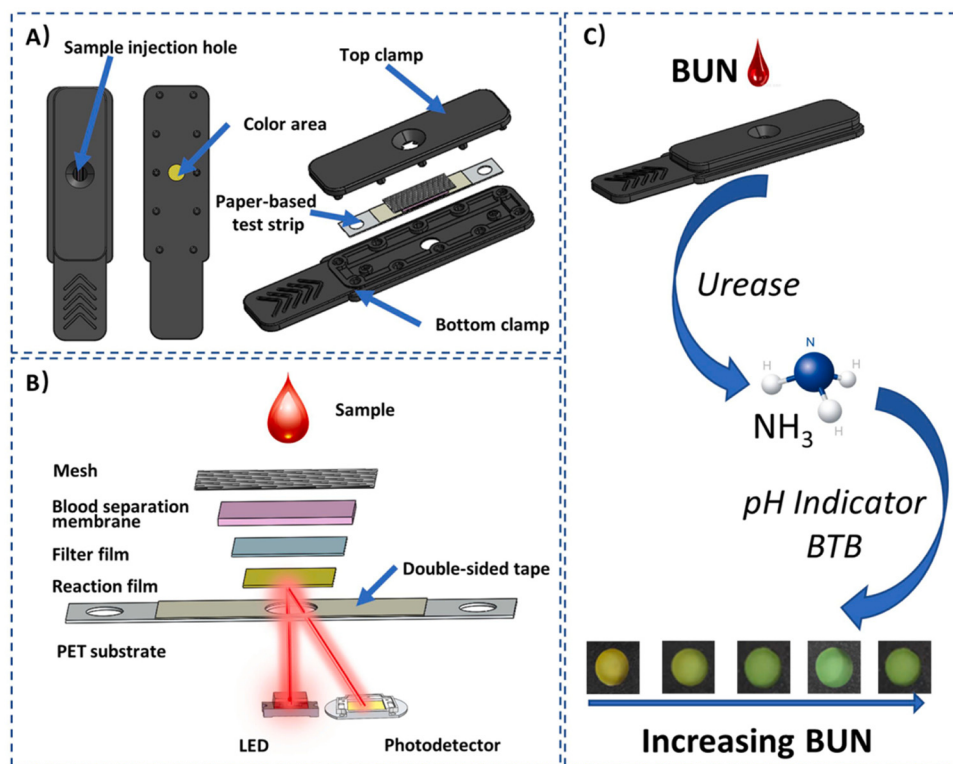 A)
Sample injection hole
Color area
Top clamp
Paper-based
test strip
Bottom clamp
B)
Sample
Mesh
Blood separation
membrane
Filter film
Reaction film
Double-sided tape
PET substrate
LED
Photodetector
C)
BUN
Urease
N
H
H
H
NH₃
pH Indicator
BTB
Increasing BUN